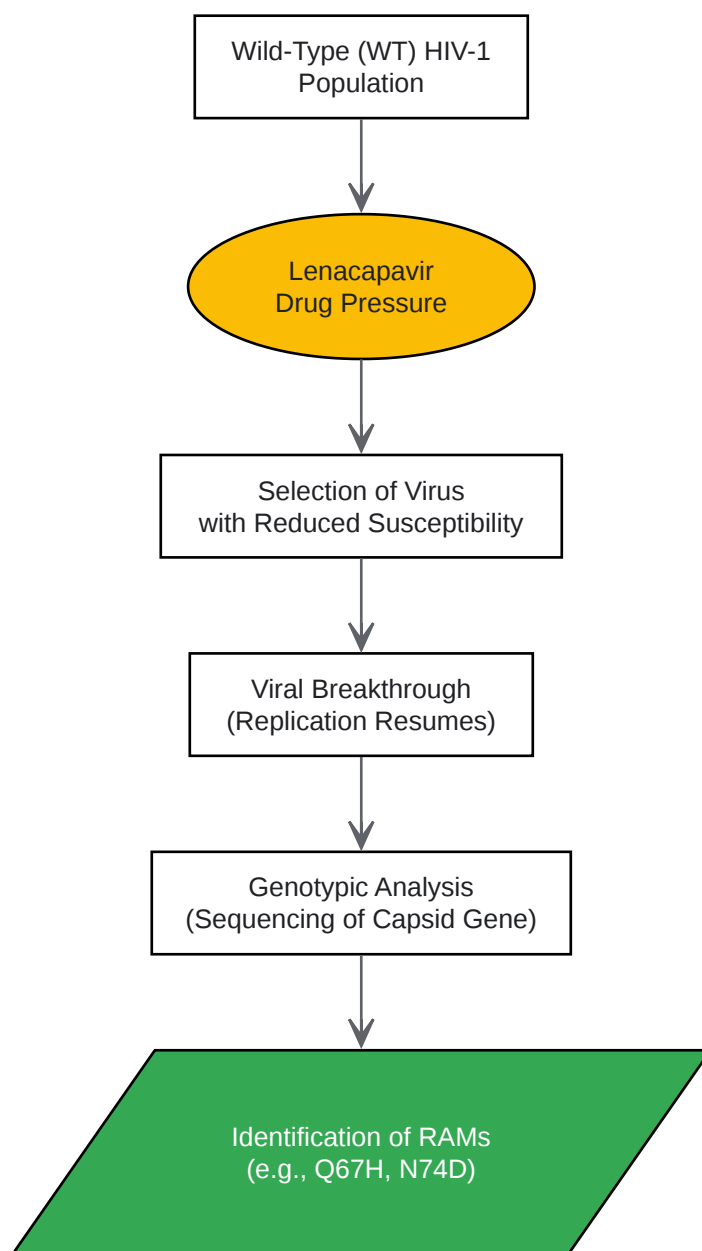 Wild-Type (WT) HIV-1
Population
Lenacapavir
Drug Pressure
Selection of Virus
with Reduced Susceptibility
Viral Breakthrough
(Replication Resumes)
Genotypic Analysis
(Sequencing of Capsid Gene)
Identification of RAMs
(e.g., Q67H, N74D)